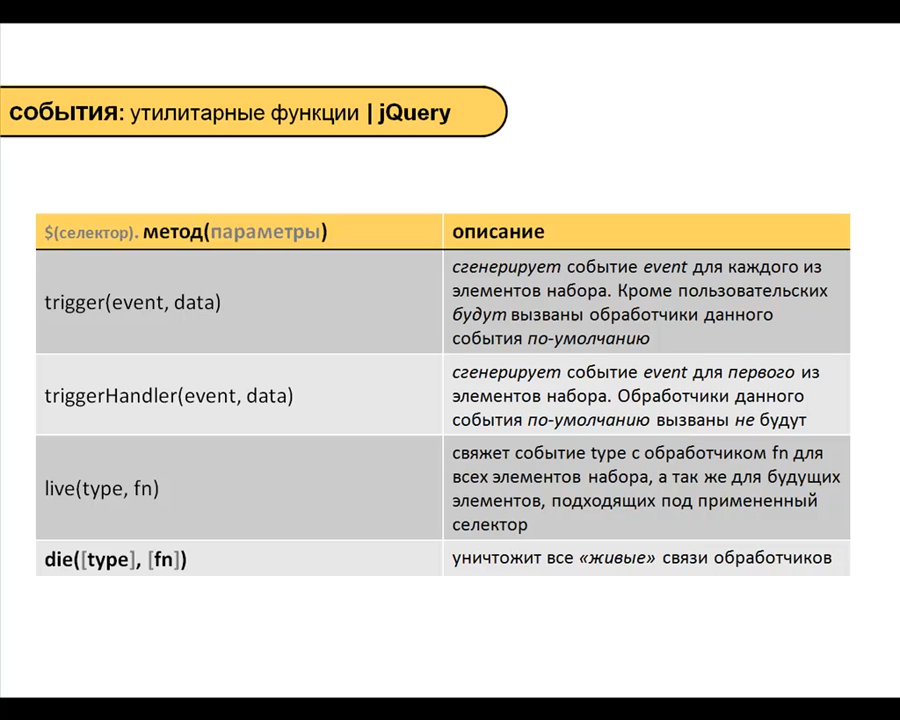 события: утилитарные функции | jQuery
$(селектор). метод(параметры)
описание
trigger(event, data)
сгенерирует событие event для каждого из
элементов набора. Кроме пользовательских
будут вызваны обработчики данного
события по-умолчанию
triggerHandler(event, data)
сгенерирует событие event для первого из
элементов набора. Обработчики данного
события по-умолчанию вызваны не будут
live(type, fn)
свяжет событие type с обработчиком fn для
всех элементов набора, а так же для будущих
элементов, подходящих под примененный
селектор
die([type], [fn])
уничтожит все «живые» связи обработчиков